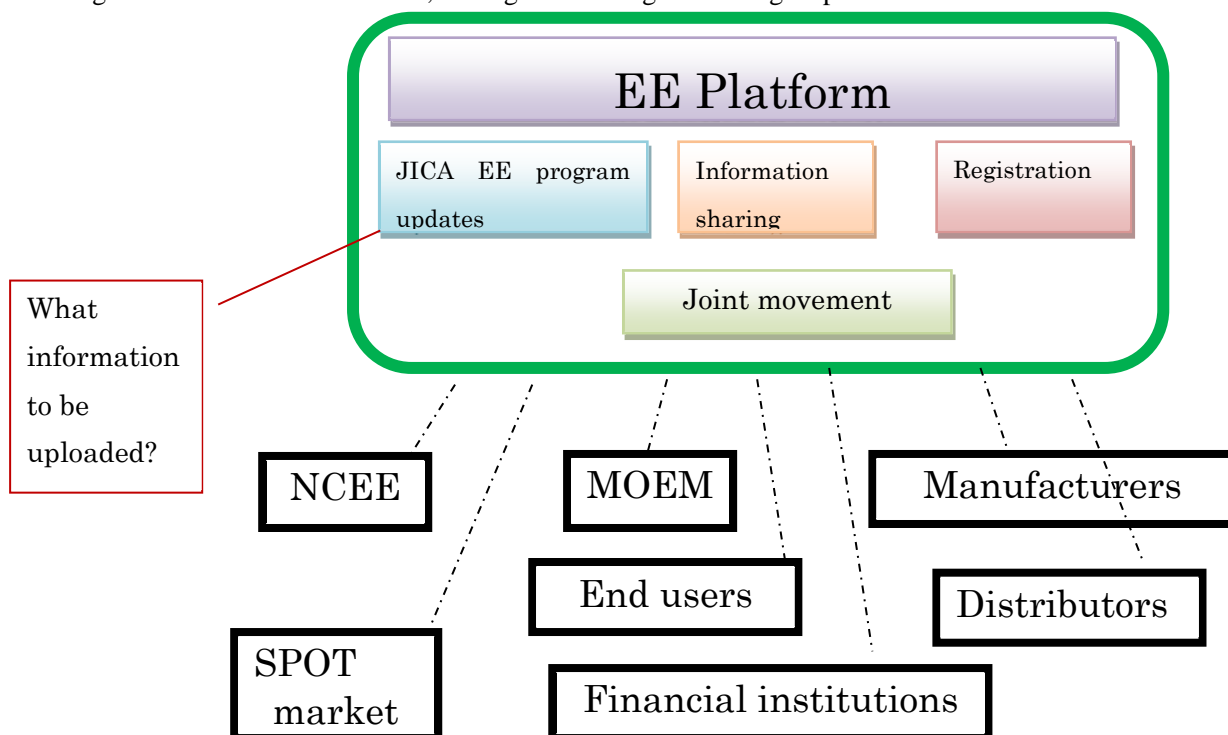 EE Platform
JICA EE program
updates
Information
sharing
Registration
Joint movement
What
information
to be
uploaded?
NCEE
MOEM
Manufacturers
End users
Distributors
SPOT
market
Financial institutions